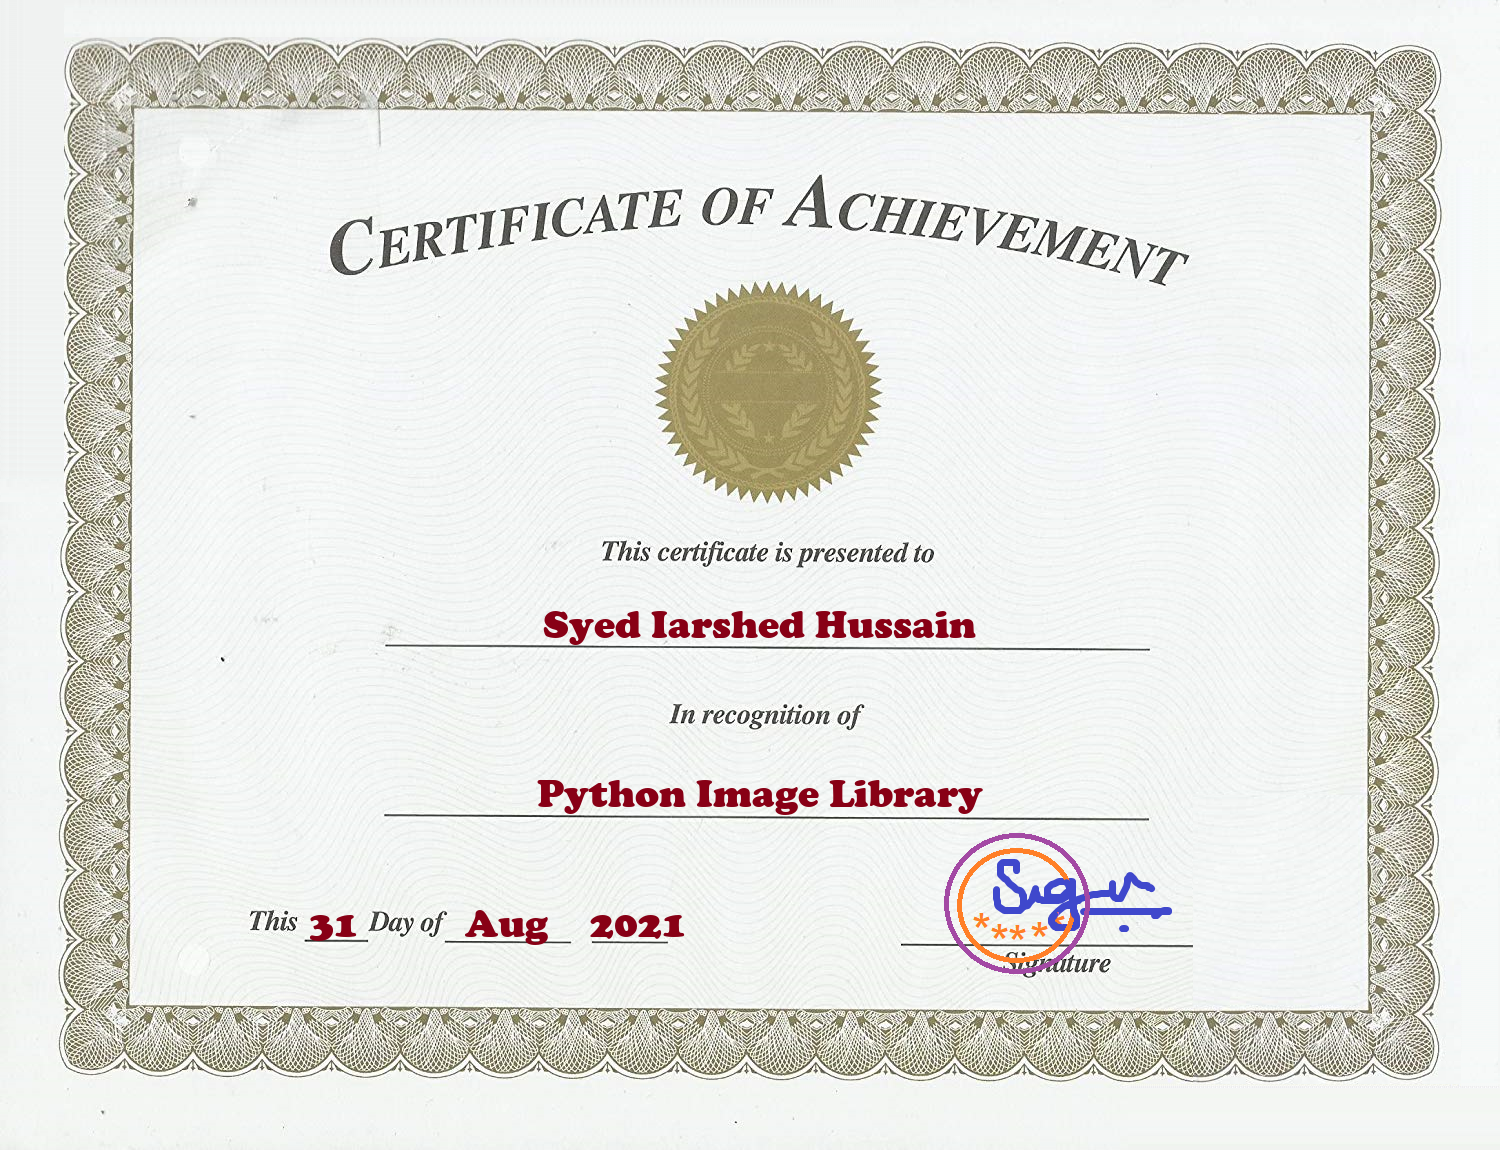 CERTIFICATE OF ACHIEVEMENT
This certificate is presented to
Syed Iarshed Hussain
In recognition of
Python Image Library
This 31 Day of Aug 2021
Sign
****
Signature